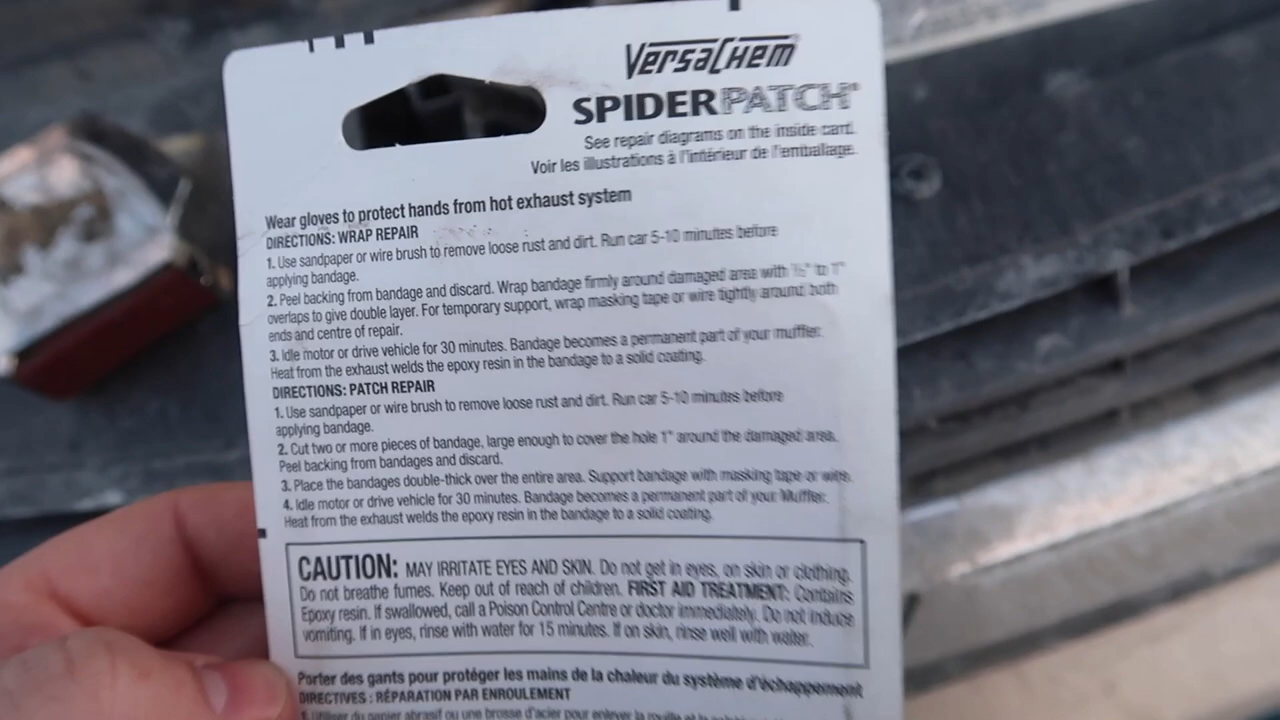 VERSACHEM
SPIDERPATCH®
See repair diagrams on the inside card.
Voir les illustrations à l'intérieur de l'emballage.
Wear gloves to protect hands from hot exhaust system
DIRECTIONS: WRAP REPAIR
1. Use sandpaper or wire brush to remove loose rust and dirt. Run car 5-10 minutes before
applying bandage.
2. Peel backing from bandage and discard. Wrap bandage firmly around damaged area with ½" to 1"
overlaps to give double layer. For temporary support, wrap masking tape or wire tightly around both
ends and centre of repair.
3. Idle motor or drive vehicle for 30 minutes. Bandage becomes a permanent part of your muffler.
Heat from the exhaust welds the epoxy resin in the bandage to a solid coating.
DIRECTIONS: PATCH REPAIR
1. Use sandpaper or wire brush to remove loose rust and dirt. Run car 5-10 minutes before
applying bandage.
2. Cut two or more pieces of bandage, large enough to cover the hole 1" around the damaged area.
Peel backing from bandages and discard.
3. Place the bandages double-thick over the entire area. Support bandage with masking tape or wire.
4. Idle motor or drive vehicle for 30 minutes. Bandage becomes a permanent part of your Muffler.
Heat from the exhaust welds the epoxy resin in the bandage to a solid coating.
CAUTION: MAY IRRITATE EYES AND SKIN. Do not get in eyes, on skin or clothing.
Do not breathe fumes. Keep out of reach of children. FIRST AID TREATMENT: Contains
Epoxy resin. If swallowed, call a Poison Control Centre or doctor immediately. Do not induce
vomiting. If in eyes, rinse with water for 15 minutes. If on skin, rinse well with water.
Porter des gants pour protéger les mains de la chaleur du système d'échappement
DIRECTIVES : RÉPARATION PAR ENROULEMENT
1. Utiliser du papier abrasif ou une brosse d'acier pour enlever la rouille et la